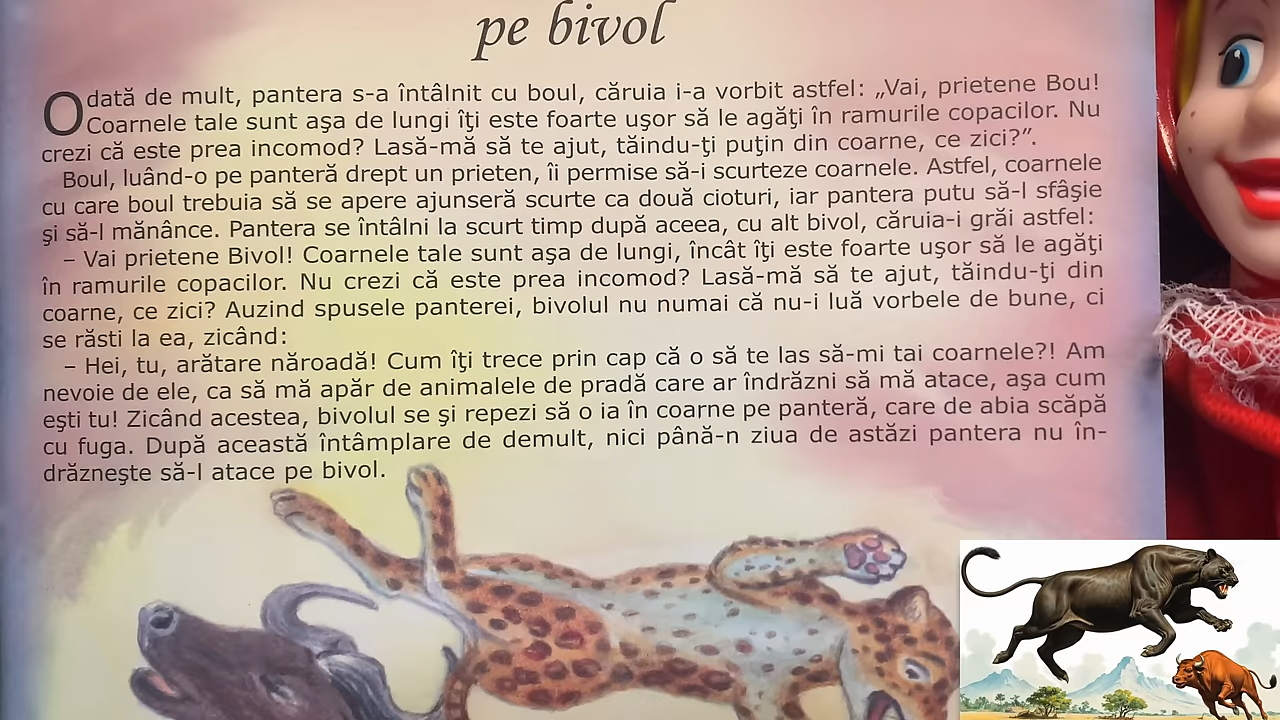 pe bivol
Odată de mult, pantera s-a întâlnit cu boul, căruia i-a vorbit astfel: „Vai, prietene Bou!
Coarnele tale sunt aşa de lungi îţi este foarte uşor să le agăţi în ramurile copacilor. Nu
crezi că este prea incomod? Lasă-mă să te ajut, tăindu-ţi puţin din coarne, ce zici?”.
Boul, luând-o pe panteră drept un prieten, îi permise să-i scurteze coarnele. Astfel, coarnele
cu care boul trebuia să se apere ajunseră scurte ca două cioturi, iar pantera putu să-l sfâşie
şi să-l mănânce. Pantera se întâlni la scurt timp după aceea, cu alt bivol, căruia-i grăi astfel:
– Vai prietene Bivol! Coarnele tale sunt aşa de lungi, încât îţi este foarte uşor să le agăţi
în ramurile copacilor. Nu crezi că este prea incomod? Lasă-mă să te ajut, tăindu-ţi din
coarne, ce zici? Auzind spusele panterei, bivolul nu numai că nu-i luă vorbele de bune, ci
se răsti la ea, zicând:
– Hei, tu, arătare năroadă! Cum îţi trece prin cap că o să te las să-mi tai coarnele?! Am
nevoie de ele, ca să mă apăr de animalele de pradă care ar îndrăzni să mă atace, aşa cum
eşti tu! Zicând acestea, bivolul se şi repezi să o ia în coarne pe panteră, care de abia scăpă
cu fuga. După această întâmplare de demult, nici până-n ziua de astăzi pantera nu în-
drăzneşte să-l atace pe bivol.